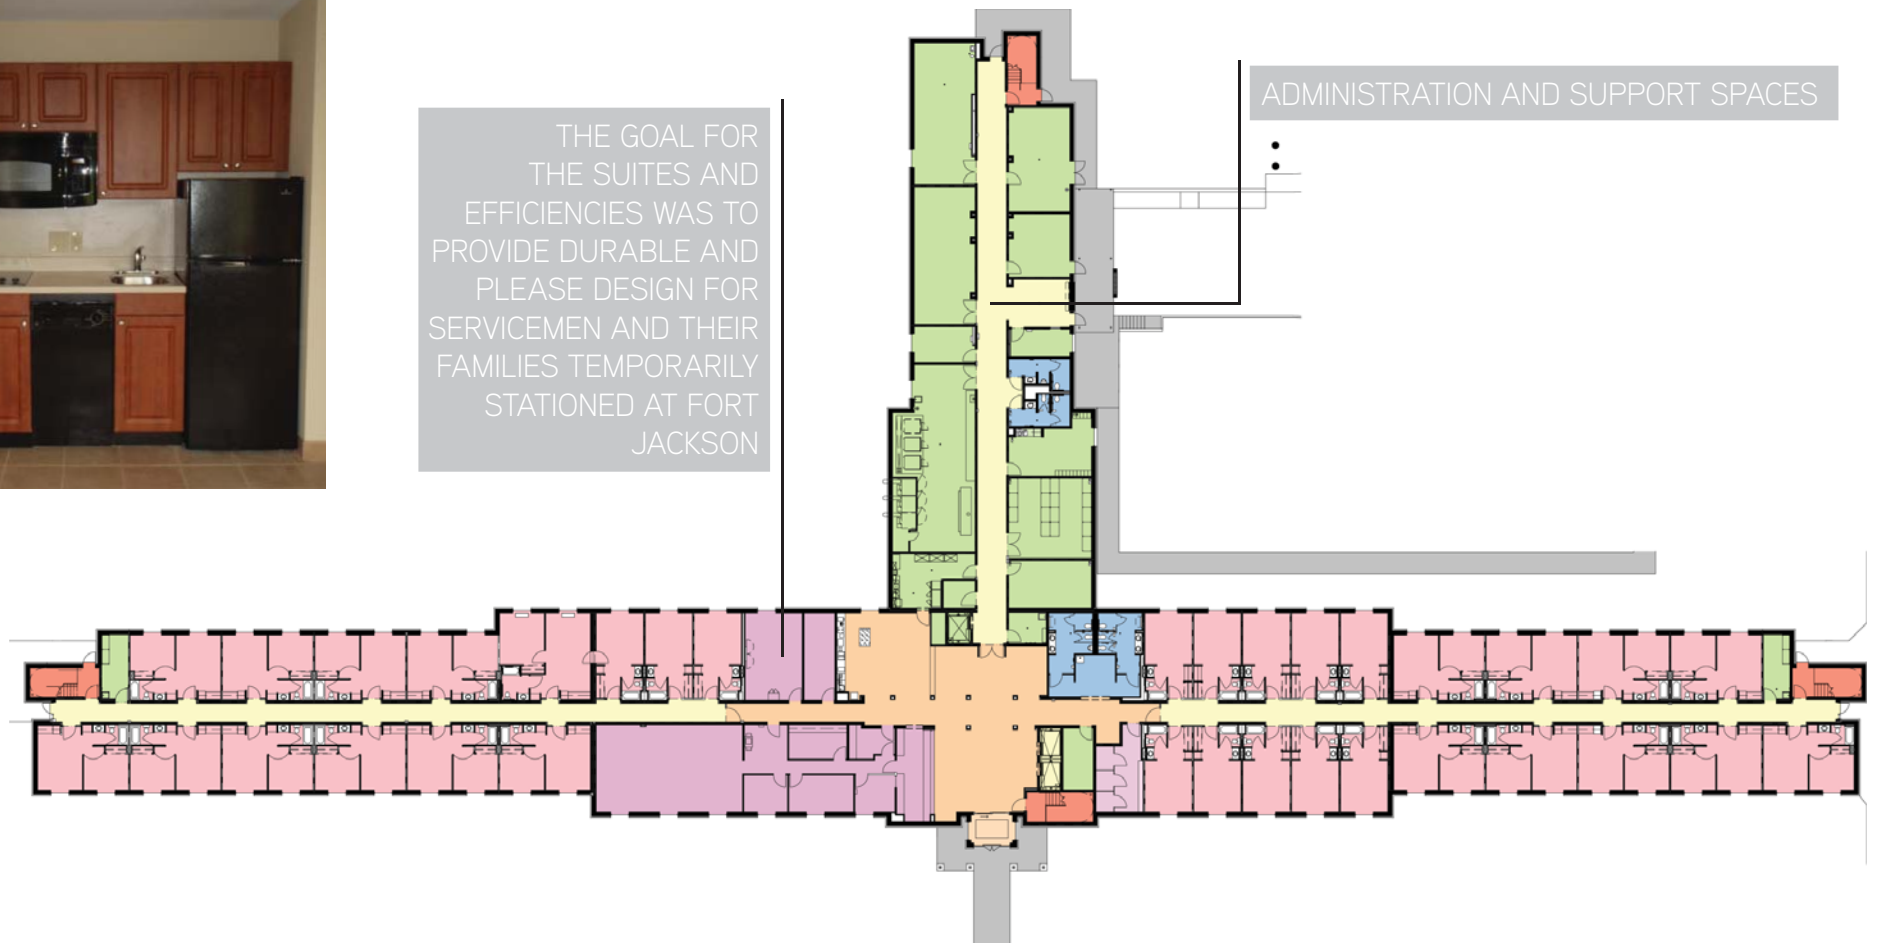 THE GOAL FOR
THE SUITES AND
EFFICIENCIES WAS TO
PROVIDE DURABLE AND
PLEASE DESIGN FOR
SERVICEMEN AND THEIR
FAMILIES TEMPORARILY
STATIONED AT FORT
JACKSON
ADMINISTRATION AND SUPPORT SPACES